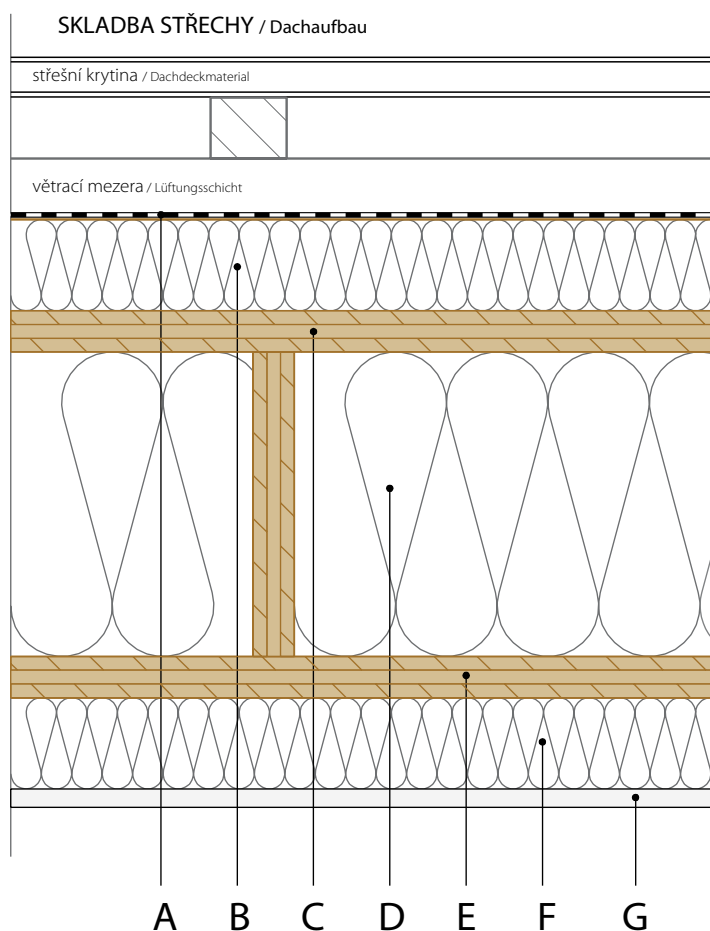 SKLADBA STŘECHY / Dachaufbau
střešní krytina / Dachdeckmaterial
větrací mezera / Lüftungsschicht
A B C D E F G